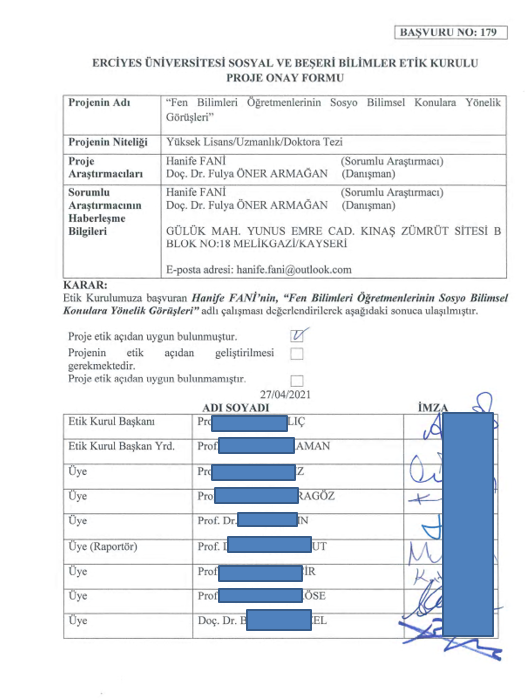 BAŞVURU NO: 179
ERCİYES ÜNİVERSİTESİ SOSYAL VE BEŞERİ BİLİMLER ETİK KURULU
PROJE ONAY FORMU
Projenin Adı "Fen Bilimleri Öğretmenlerinin Sosyo Bilimsel Konulara Yönelik
Görüşleri"
Projenin Niteliği Yüksek Lisans/Uzmanlık/Doktora Tezi
Proje Hanife FANİ (Sorumlu Araştırmacı)
Araştırmacıları Doç. Dr. Fulya ÖNER ARMAĞAN (Danışman)
Sorumlu Hanife FANİ (Sorumlu Araştırmacı)
Araştırmacının Doç. Dr. Fulya ÖNER ARMAĞAN (Danışman)
Haberleşme
Bilgileri GÜLÜK MAH. YUNUS EMRE CAD. KINAŞ ZÜMRÜT SİTESİ B
BLOK NO:18 MELİKGAZİ/KAYSERİ
E-posta adresi: hanife.fani@outlook.com
KARAR:
Etik Kurulumuza başvuran Hanife FANİ'nin, "Fen Bilimleri Öğretmenlerinin Sosyo Bilimsel
Konulara Yönelik Görüşleri" adlı çalışması değerlendirilerek aşağıdaki sonuca ulaşılmıştır.
Proje etik açıdan uygun bulunmuştur.
Projenin etik açıdan geliştirilmesi
gerekmektedir.
Proje etik açıdan uygun bulunmamıştır.
27/04/2021
ADI SOYADI İMZA
Etik Kurul Başkanı Pro LIÇ
Etik Kurul Başkan Yrd. Prof AMAN
Üye Pro Z
Üye Pro RAGÖZ
Üye Prof. Dr. IN
Üye (Raportör) Prof. UT
Üye Prof İR
Üye Prof ÖSE
Üye Doç. Dr. B EL